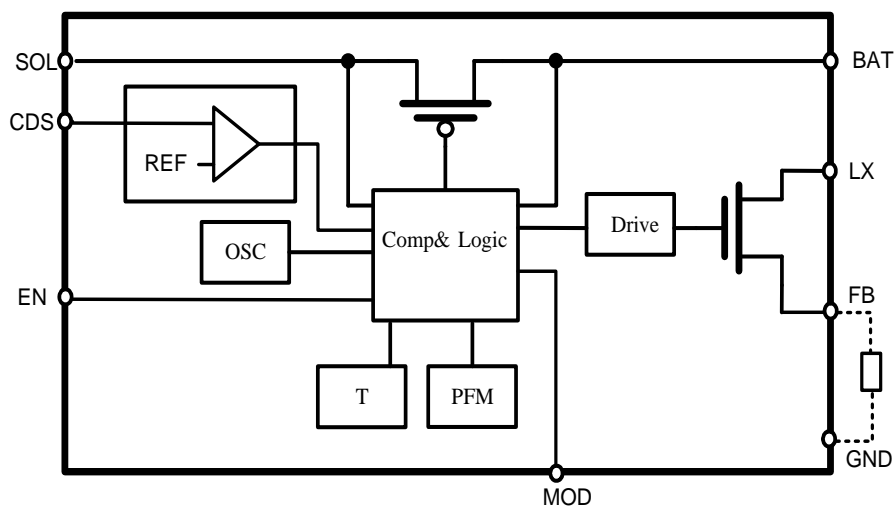 SOL
BAT
CDS
REF
LX
Comp& Logic
Drive
OSC
EN
FB
T
PFM
GND
MOD